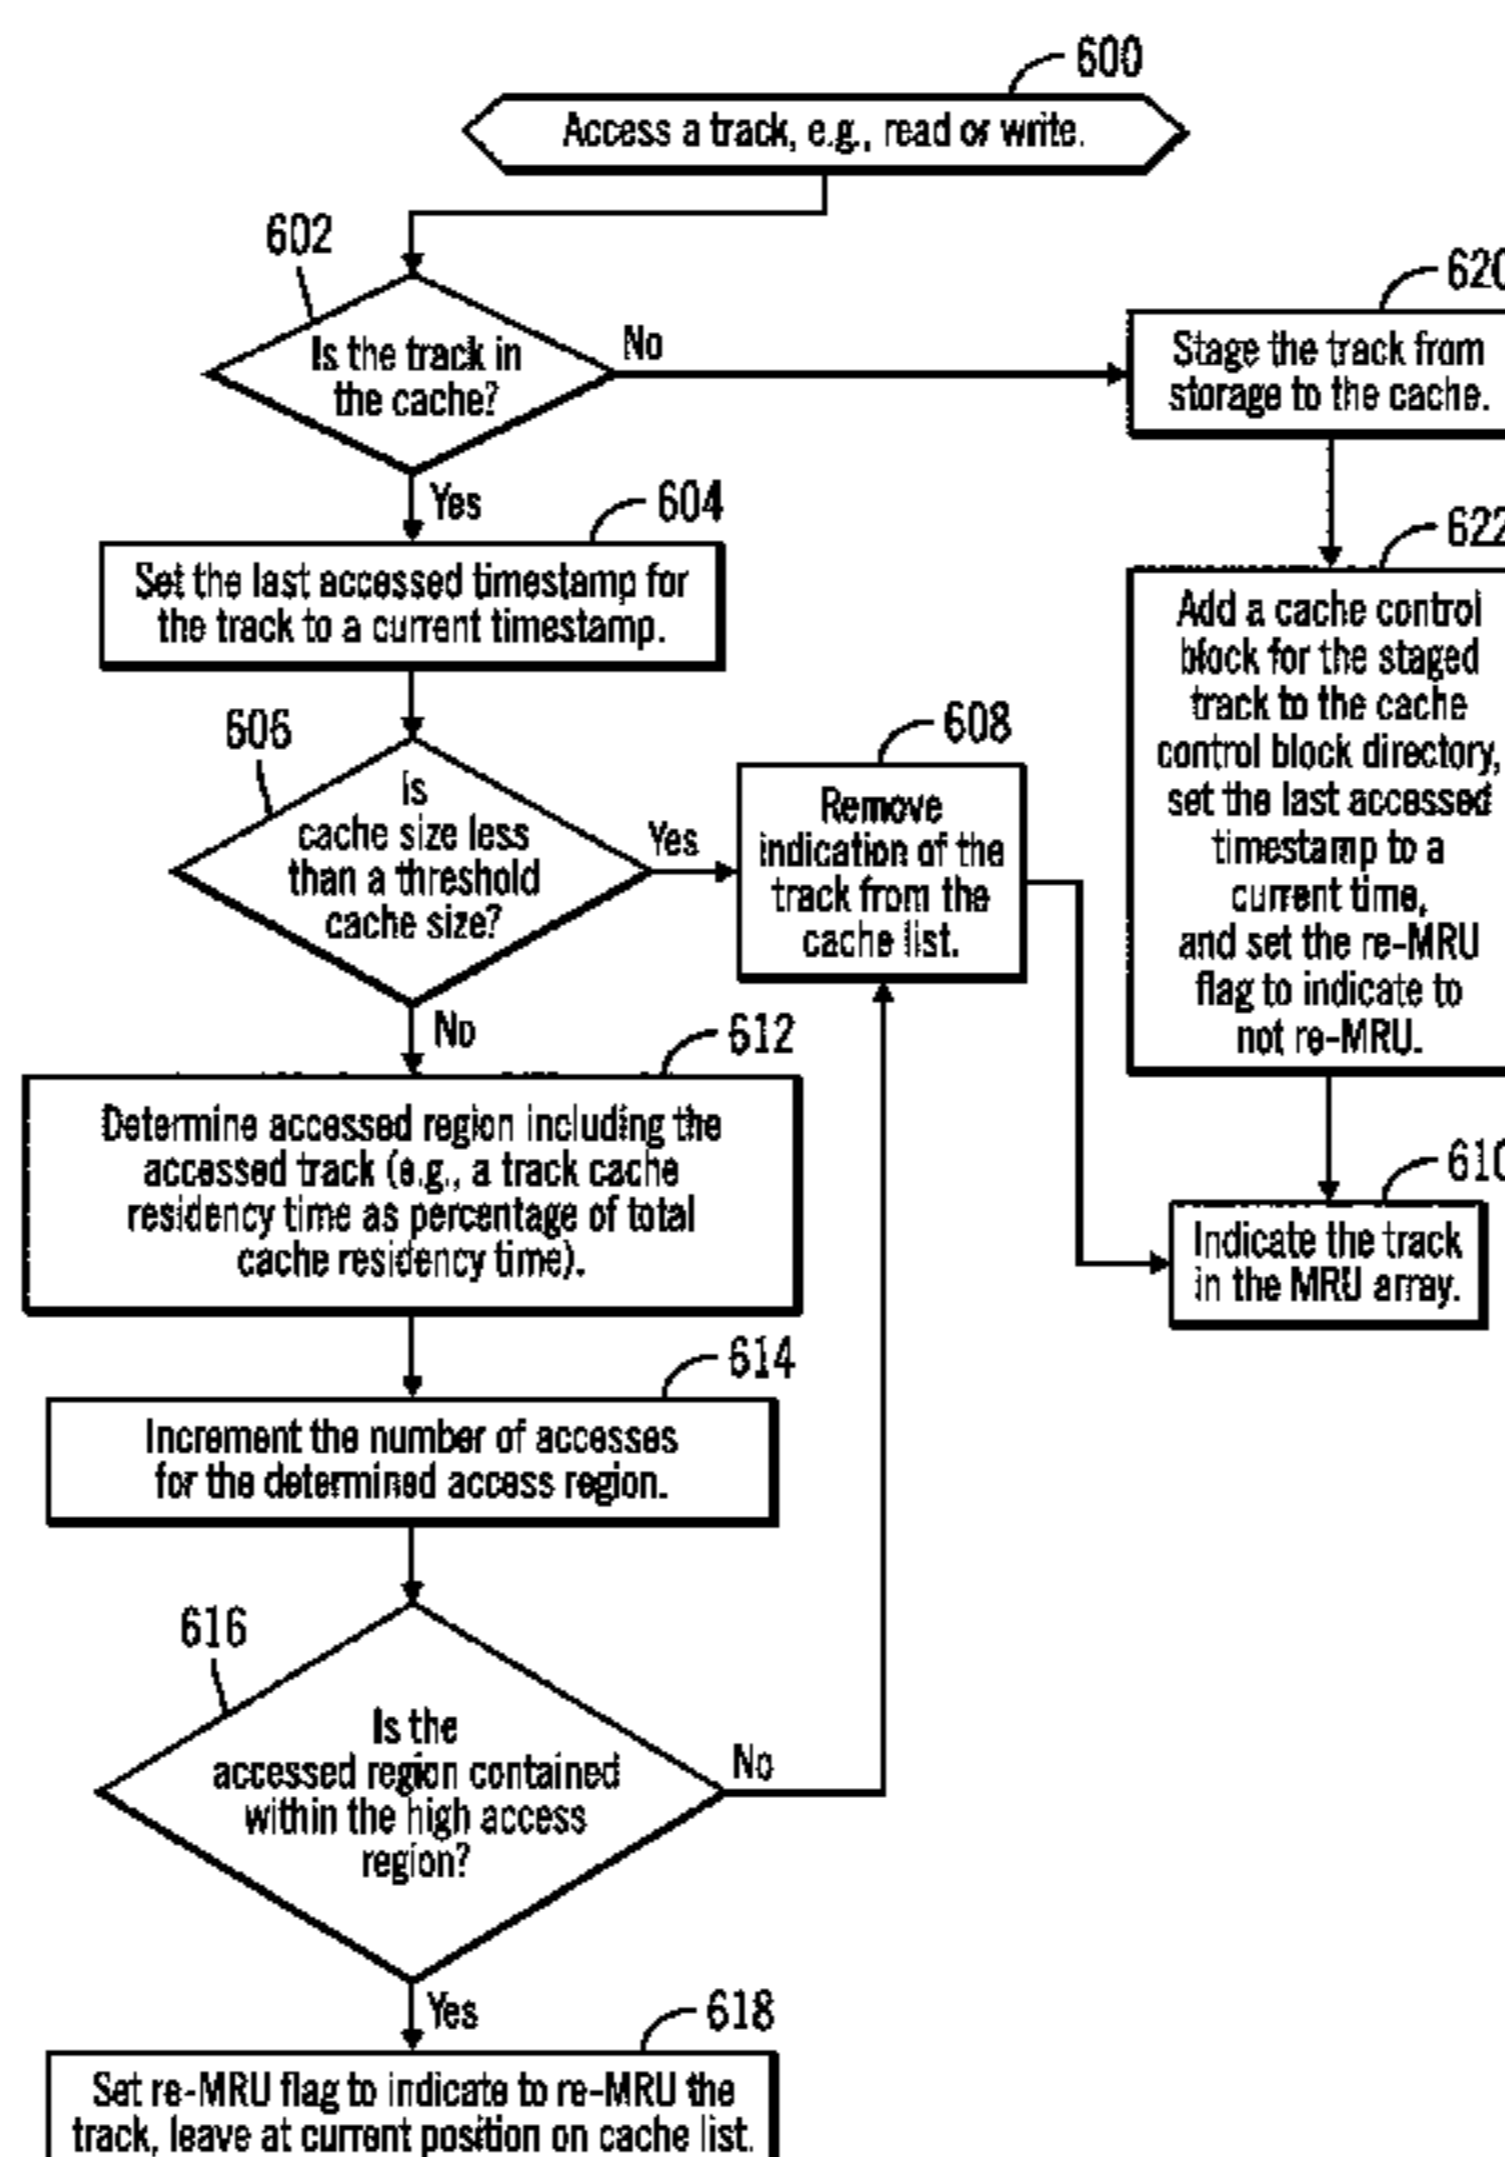 600
Access a track, e.g., read or write.
602
Is the track in
the cache?
No
Yes
620
Stage the track from
storage to the cache.
604
Set the last accessed timestamp for
the track to a current timestamp.
622
Add a cache control
block for the staged
track to the cache
control block directory,
set the last accessed
timestamp to a
current time,
and set the re-MRU
flag to indicate to
not re-MRU.
606
Is
cache size less
than a threshold
cache size?
Yes
No
608
Remove
indication of the
track from the
cache list.
612
Determine accessed region including the
accessed track (e.g., a track cache
residency time as percentage of total
cache residency time).
610
Indicate the track
in the MRU array.
614
Increment the number of accesses
for the determined access region.
616
Is the
accessed region contained
within the high access
region?
No
Yes
618
Set re-MRU flag to indicate to re-MRU the
track, leave at current position on cache list.